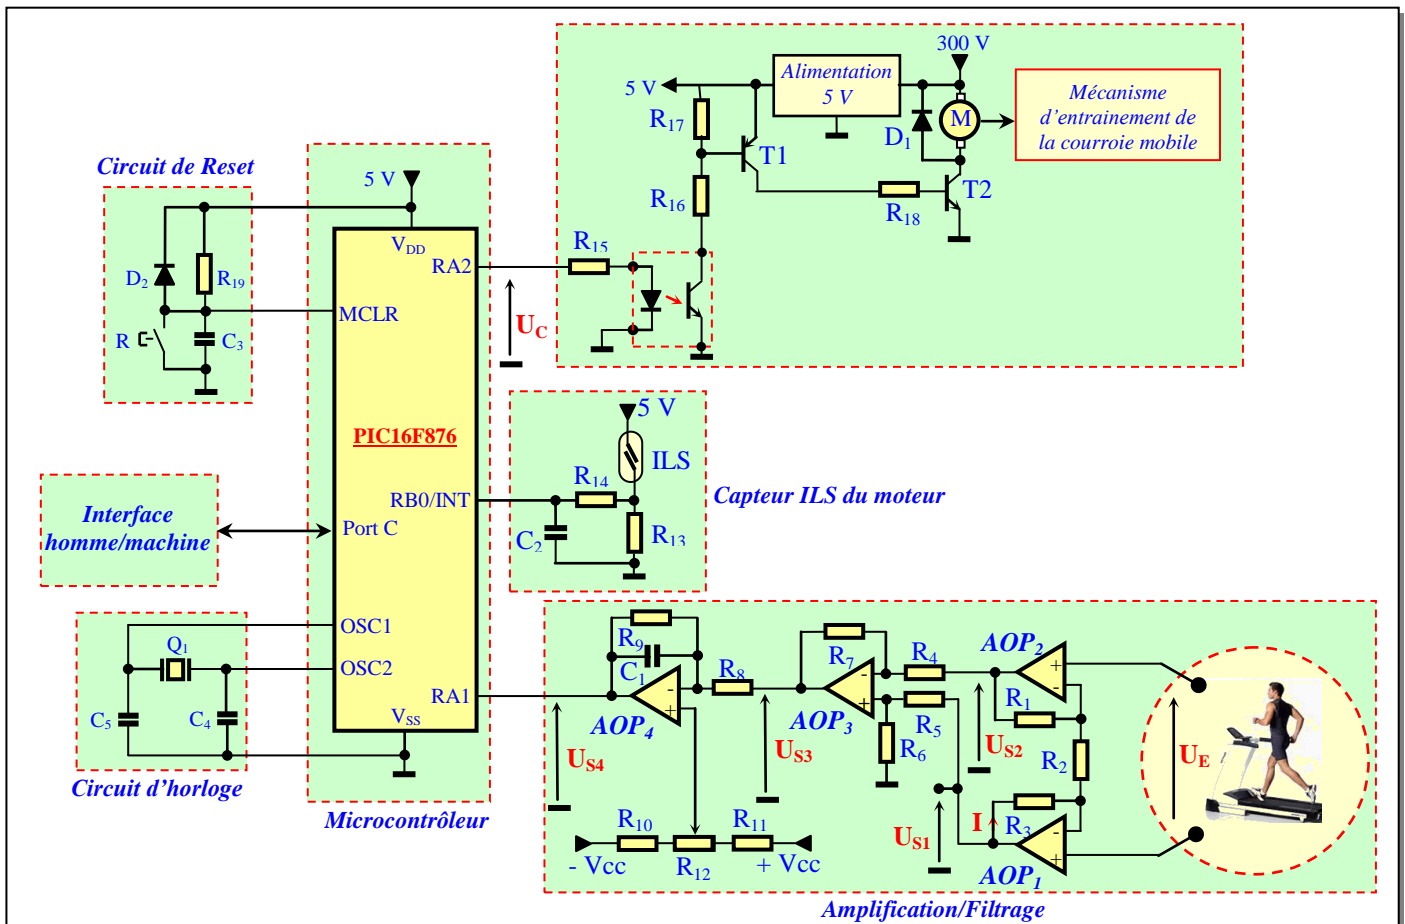 300 V
5 V
Alimentation
5 V
R17
D1
M
Mécanisme
d'entrainement de
la courroie mobile
T1
R16
R18
T2
Circuit de Reset
5 V
VDD
RA2
R15
D2
R19
MCLR
R
C3
UC
5 V
PIC16F876
ILS
R14
Capteur ILS du moteur
RB0/INT
C2
R13
Interface
homme/machine
Port C
OSC1
Q1
OSC2
C5
C4
RA1
VSS
Circuit d'horloge
Microcontrôleur
R9
C1
AOP4
R8
R7
AOP3
R4
AOP2
R1
R5
R6
R2
US4
US3
US2
UE
R3
I
US1
AOP1
R10
R11
- Vcc
R12
+ Vcc
Amplification/Filtrage